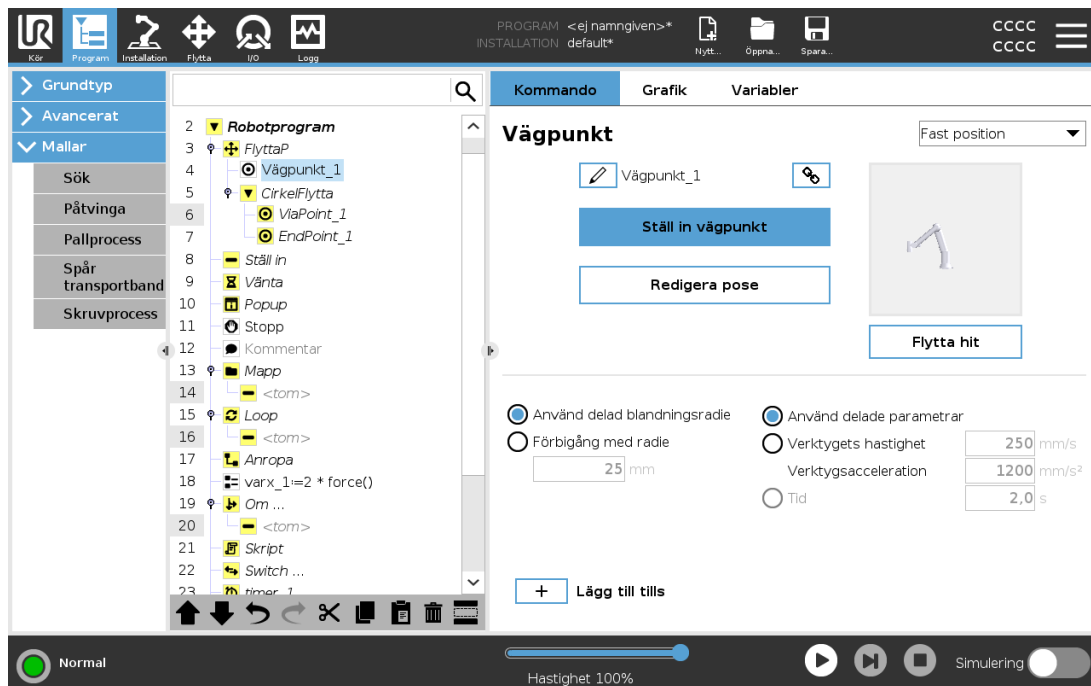 PROGRAM <ej namngiven>*
INSTALLATION default*
CCCC
CCCC
Kör
Program
Installation
Flytta
I/O
Logg
Nytt...
Öppna...
Spara...
Grundtyp
Avancerat
Mallar
Sök
Påtvinga
Pallprocess
Spår
transportband
Skruvprocess
2 Robotprogram
3 FlyttaP
4 Vägpunkt_1
5 CirkelFlytta
6 ViaPoint_1
7 EndPoint_1
8 Ställ in
9 Vänta
10 Popup
11 Stopp
12 Kommentar
13 Mapp
14 <tom>
15 Loop
16 <tom>
17 Anropa
18 varx_1≔2 * force()
19 Om ...
20 <tom>
21 Skript
22 Switch ...
23 timer_1
Kommando
Grafik
Variabler
Vägpunkt
Fast position
Vägpunkt_1
Ställ in vägpunkt
Redigera pose
Flytta hit
Använd delad blandningsradie
Förbigång med radie
25 mm
Använd delade parametrar
Verktygets hastighet 250 mm/s
Verktygsacceleration 1200 mm/s²
Tid 2,0 s
+ Lägg till tills
Normal
Hastighet 100%
Simulering